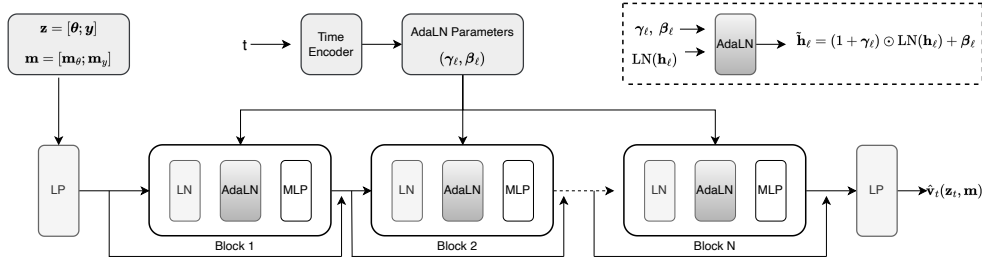 𝐳 = [𝜽; 𝒚]
𝐦 = [𝐦_θ; 𝐦_y]
t
Time
Encoder
AdaLN Parameters
(𝜸_ℓ, 𝜷_ℓ)
𝜸_ℓ, 𝜷_ℓ
LN(𝐡_ℓ)
AdaLN
𝐡̃_ℓ = (1 + 𝜸_ℓ) ⊙ LN(𝐡_ℓ) + 𝜷_ℓ
LP
LN
AdaLN
MLP
Block 1
LN
AdaLN
MLP
Block 2
LN
AdaLN
MLP
Block N
LP
𝐯̂_t(𝐳_t, 𝐦)